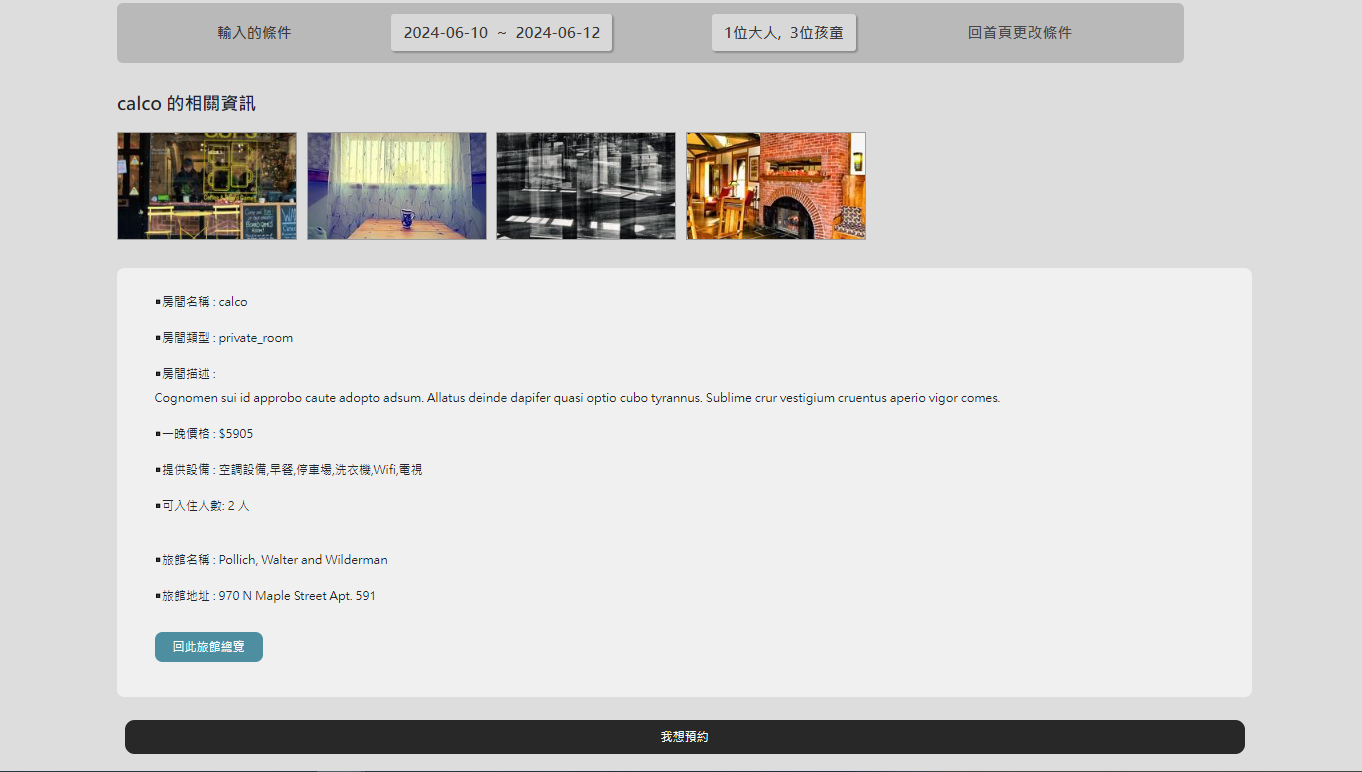 輸入的條件 2024-06-10 ~ 2024-06-12 1位大人, 3位孩童 回首頁更改條件
calco 的相關資訊
▪房間名稱 : calco
▪房間類型 : private_room
▪房間描述 :
Cognomen sui id approbo caute adopto adsum. Allatus deinde dapifer quasi optio cubo tyrannus. Sublime crur vestigium cruentus aperio vigor comes.
▪一晚價格 : $5905
▪提供設備 : 空調設備,早餐,停車場,洗衣機,Wifi,電視
▪可入住人數: 2 人
▪旅館名稱 : Pollich, Walter and Wilderman
▪旅館地址 : 970 N Maple Street Apt. 591
回此旅館總覽
我想預約